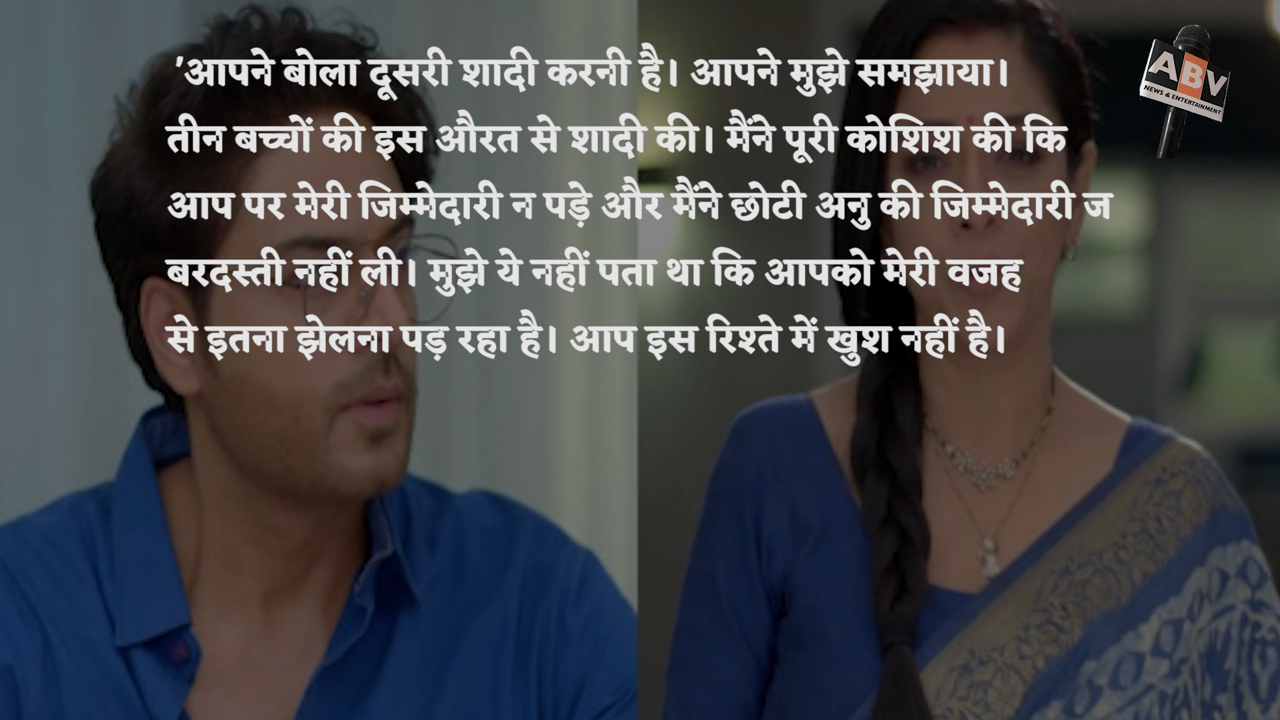 'आपने बोला दूसरी शादी करनी है। आपने मुझे समझाया।
तीन बच्चों की इस औरत से शादी की। मैंने पूरी कोशिश की कि
आप पर मेरी जिम्मेदारी न पड़े और मैंने छोटी अनु की जिम्मेदारी ज
बरदस्ती नहीं ली। मुझे ये नहीं पता था कि आपको मेरी वजह
से इतना झेलना पड़ रहा है। आप इस रिश्ते में खुश नहीं है।
ABV
NEWS & ENTERTAINMENT